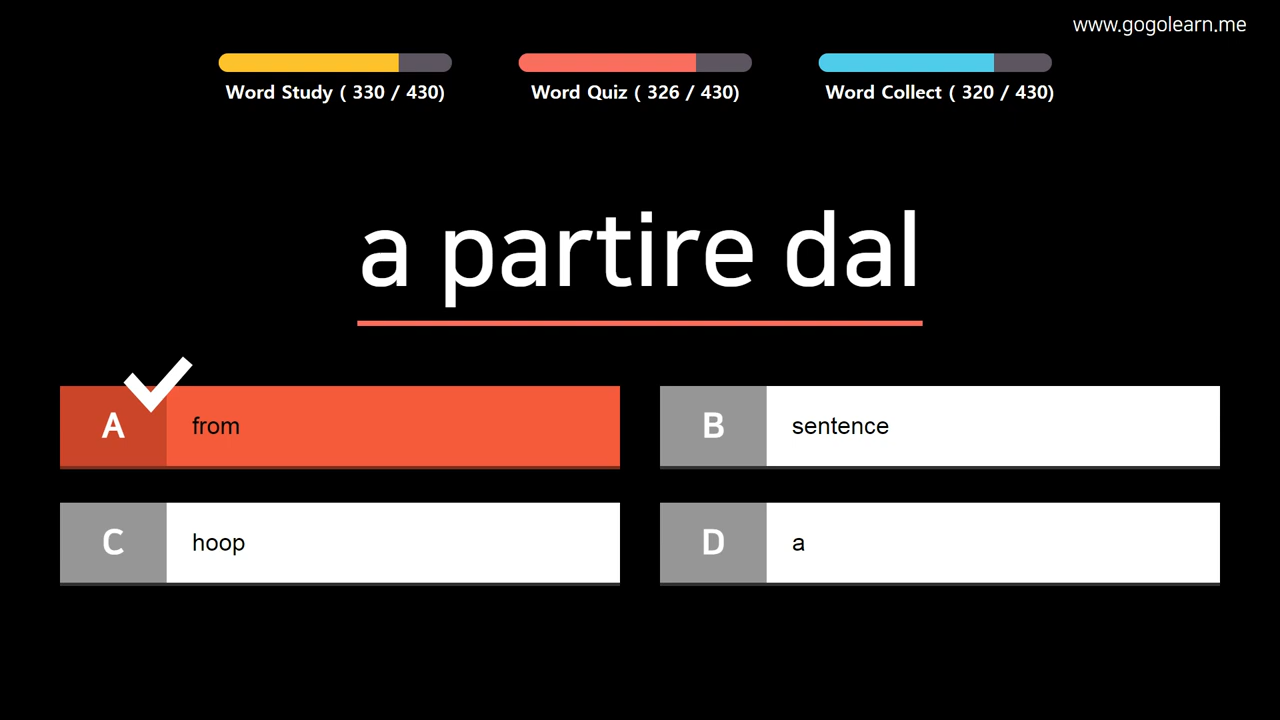 www.gogolearn.me
Word Study ( 330 / 430)
Word Quiz ( 326 / 430)
Word Collect ( 320 / 430)
a partire dal
A from
B sentence
C hoop
D a